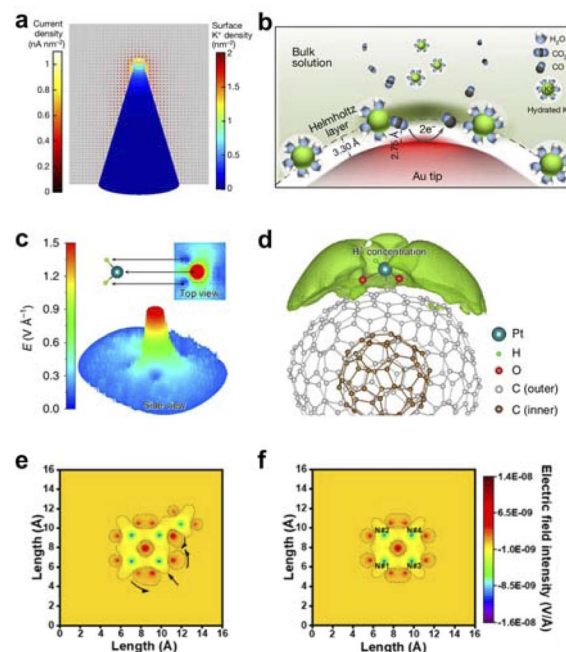 a
Current
density
(nA nm⁻²)
Surface
K⁺ density
(nm⁻²)
1
0.8
0.6
0.4
0.2
0
2
1.5
1
0.5
0
b
Bulk
solution
H₂O
CO₂
CO
Hydrated K
Helmholtz
layer
3.30 Å
2.75 Å
2e⁻
Au tip
c
1.5
1.2
0.9
0.6
0.3
0.0
E (V Å⁻¹)
Top view
Side view
d
H⁺ concentration
Pt
H
O
C (outer)
C (inner)
e
16
14
12
10
8
6
4
2
0
Length (Å)
0 2 4 6 8 10 12 14 16
Length (Å)
f
16
14
12
10
8
6
4
2
0
Length (Å)
N#2 N#4
N#1 N#3
0 2 4 6 8 10 12 14 16
Length (Å)
1.4E-08
6.5E-09
-1.0E-09
-8.5E-09
-1.6E-08
Electric field
intensity (V/A)